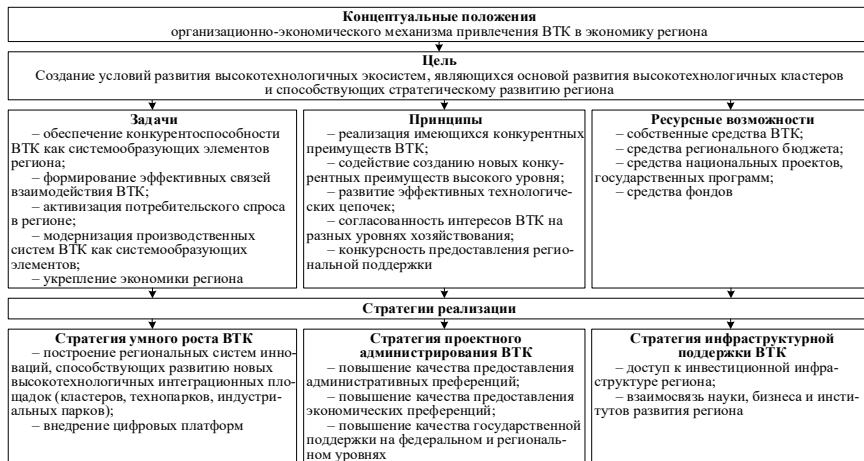 Концептуальные положения
организационно-экономического механизма привлечения ВТК в экономику региона
Цель
Создание условий развития высокотехнологичных экосистем, являющихся основой развития высокотехнологичных кластеров
и способствующих стратегическому развитию региона
Задачи
– обеспечение конкурентоспособности
ВТК как системообразующих элементов
региона;
– формирование эффективных связей
взаимодействия ВТК;
– активизация потребительского спроса
в регионе;
– модернизация производственных
систем ВТК как системообразующих
элементов;
– укрепление экономики региона
Принципы
– реализация имеющихся конкурентных
преимуществ ВТК;
– содействие созданию новых конку-
рентных преимуществ высокого уровня;
– развитие эффективных технологиче-
ских цепочек;
– согласованность интересов ВТК на
разных уровнях хозяйствования;
– конкурсность предоставления регио-
нальной поддержки
Ресурсные возможности
– собственные средства ВТК;
– средства регионального бюджета;
– средства национальных проектов,
государственных программ;
– средства фондов
Стратегии реализации
Стратегия умного роста ВТК
– построение региональных систем инно-
ваций, способствующих развитию новых
высокотехнологичных интеграционных пло-
щадок (кластеров, технопарков, индустри-
альных парков);
– внедрение цифровых платформ
Стратегия проектного
администрирования ВТК
– повышение качества предоставления
административных преференций;
– повышение качества предоставления
экономических преференций;
– повышение качества государственной
поддержки на федеральном и региональ-
ном уровнях
Стратегия инфраструктурной
поддержки ВТК
– доступ к инвестиционной инфра-
структуре региона;
– взаимосвязь науки, бизнеса и инс-
титутов развития региона